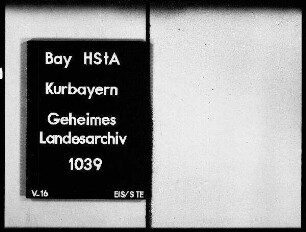 Bay HStA
Kurbayern
Geheimes
Landesarchiv
1039
V-16 EIS/STE